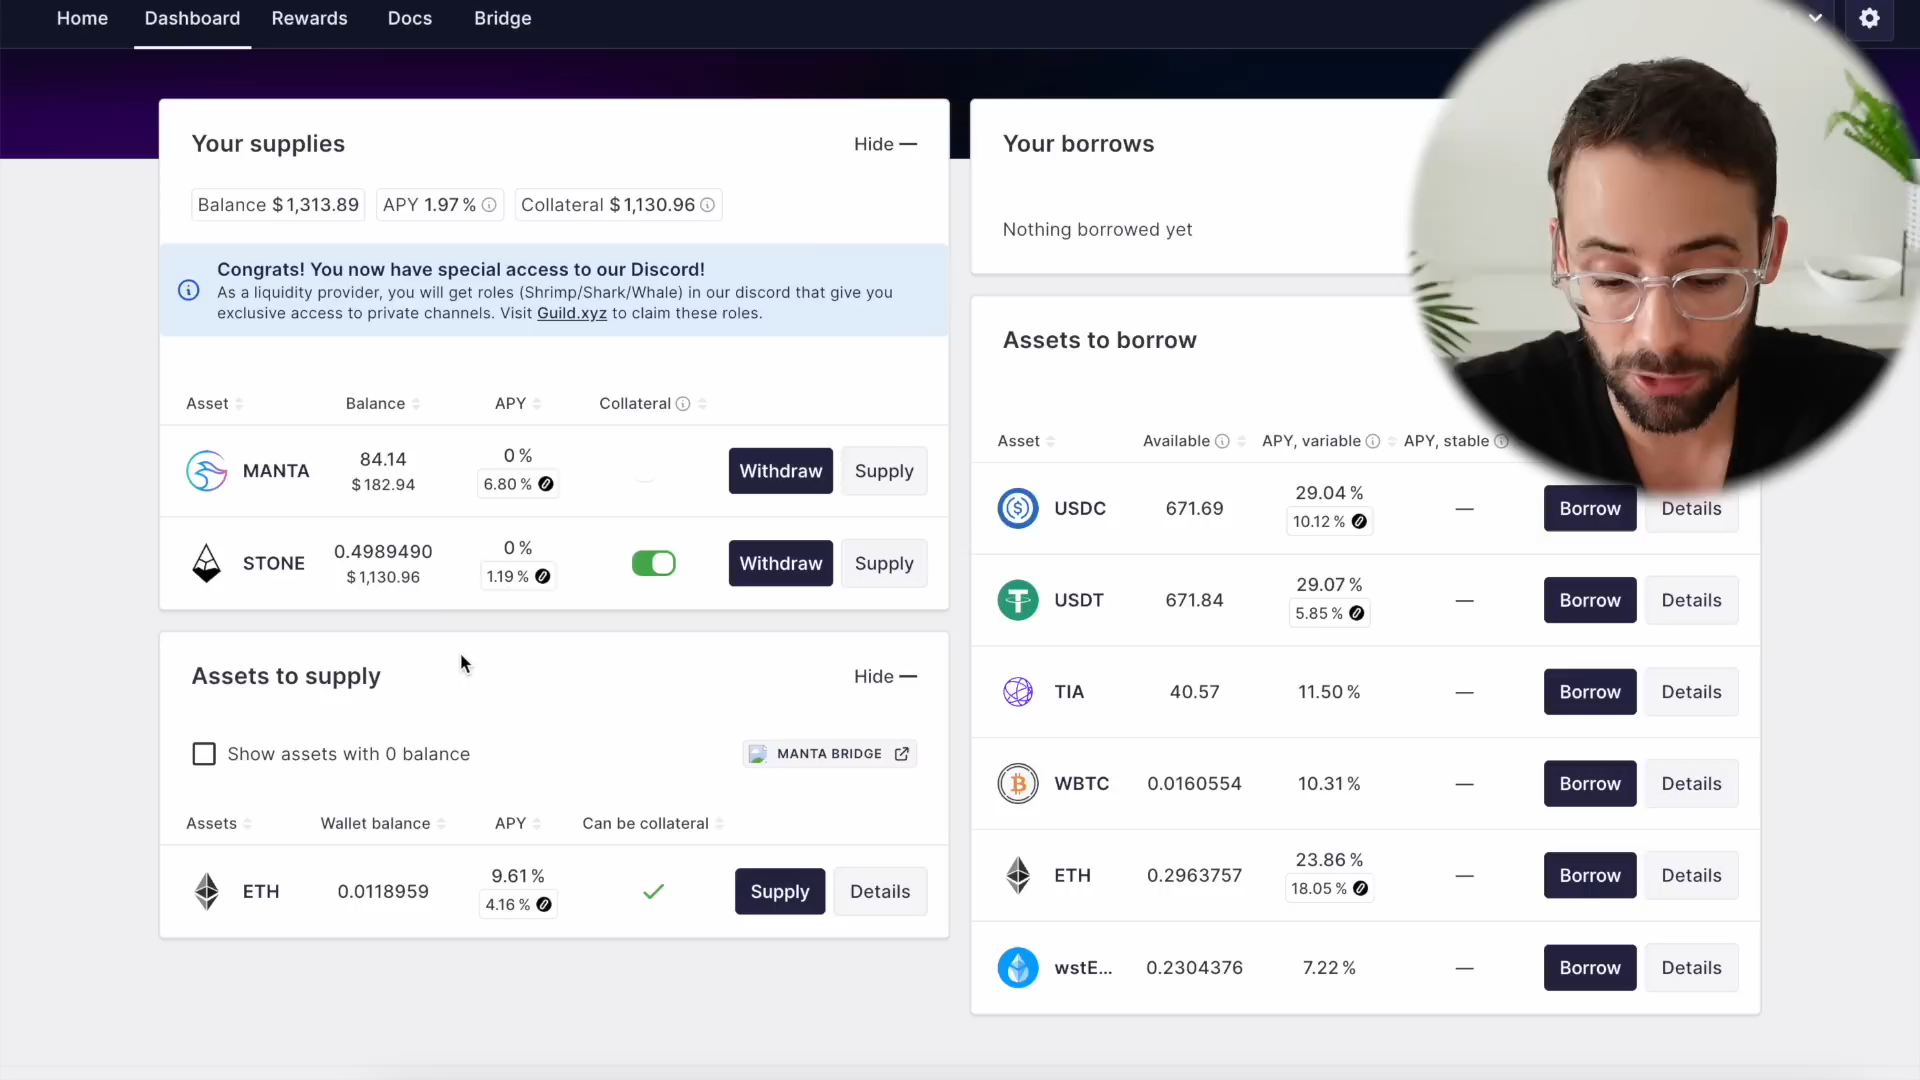 Home Dashboard Rewards Docs Bridge
Your supplies Hide
Balance $ 1,313.89 APY 1.97 % Collateral $ 1,130.96
Congrats! You now have special access to our Discord!
As a liquidity provider, you will get roles (Shrimp/Shark/Whale) in our discord that give you
exclusive access to private channels. Visit Guild.xyz to claim these roles.
Asset Balance APY Collateral
MANTA 84.14 $ 182.94 0 % 6.80 % Withdraw Supply
STONE 0.4989490 $ 1,130.96 0 % 1.19 % Withdraw Supply
Assets to supply Hide
Show assets with 0 balance MANTA BRIDGE
Assets Wallet balance APY Can be collateral
ETH 0.0118959 9.61 % 4.16 % Supply Details
Your borrows
Nothing borrowed yet
Assets to borrow
Asset Available APY, variable APY, stable
USDC 671.69 29.04 % 10.12 % — Borrow Details
USDT 671.84 29.07 % 5.85 % — Borrow Details
TIA 40.57 11.50 % — Borrow Details
WBTC 0.0160554 10.31 % — Borrow Details
ETH 0.2963757 23.86 % 18.05 % — Borrow Details
wstE... 0.2304376 7.22 % — Borrow Details